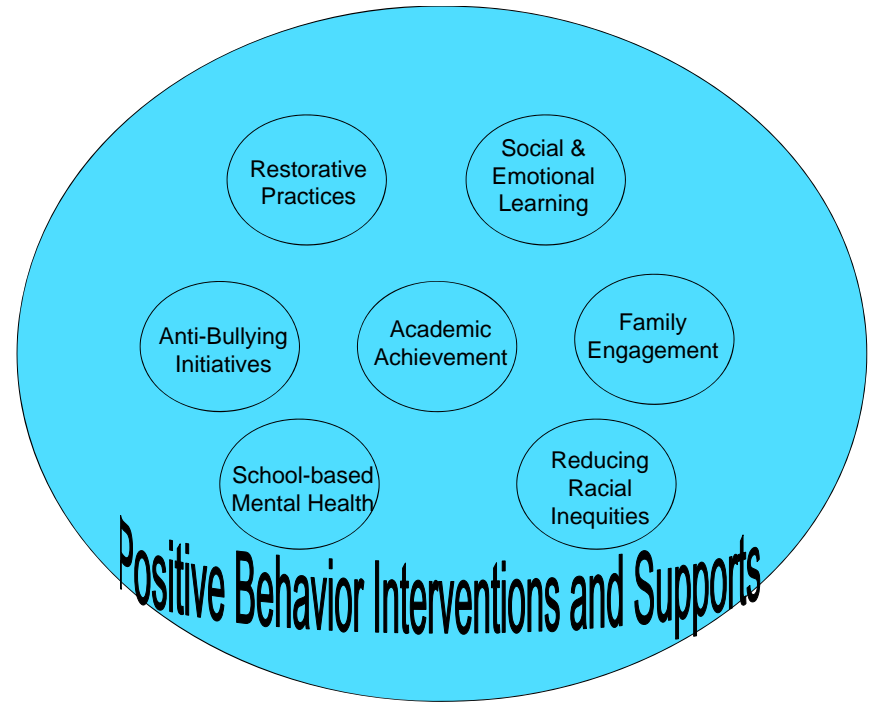 Restorative
Practices
Social &
Emotional
Learning
Anti-Bullying
Initiatives
Academic
Achievement
Family
Engagement
School-based
Mental Health
Reducing
Racial
Inequities
Positive Behavior Interventions and Supports